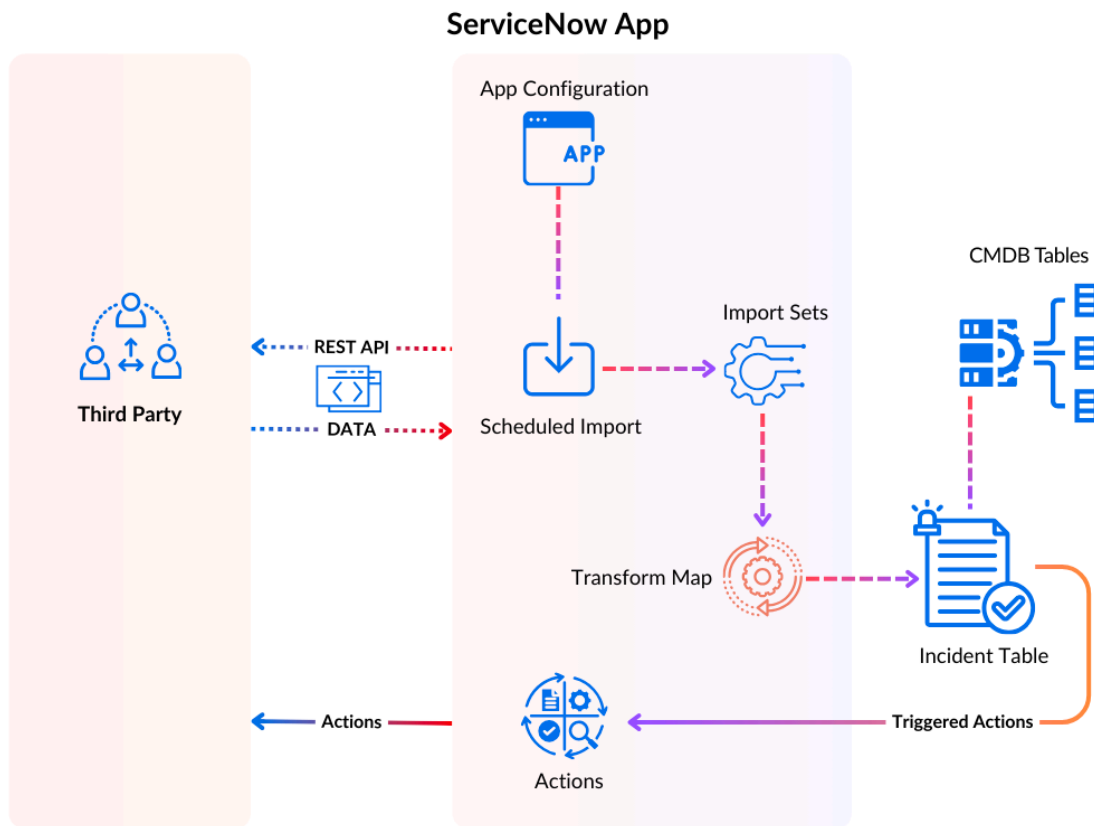 ServiceNow App
App Configuration
APP
CMDB Tables
Import Sets
REST API
Third Party
DATA
Scheduled Import
Transform Map
Incident Table
Actions
Triggered Actions
Actions